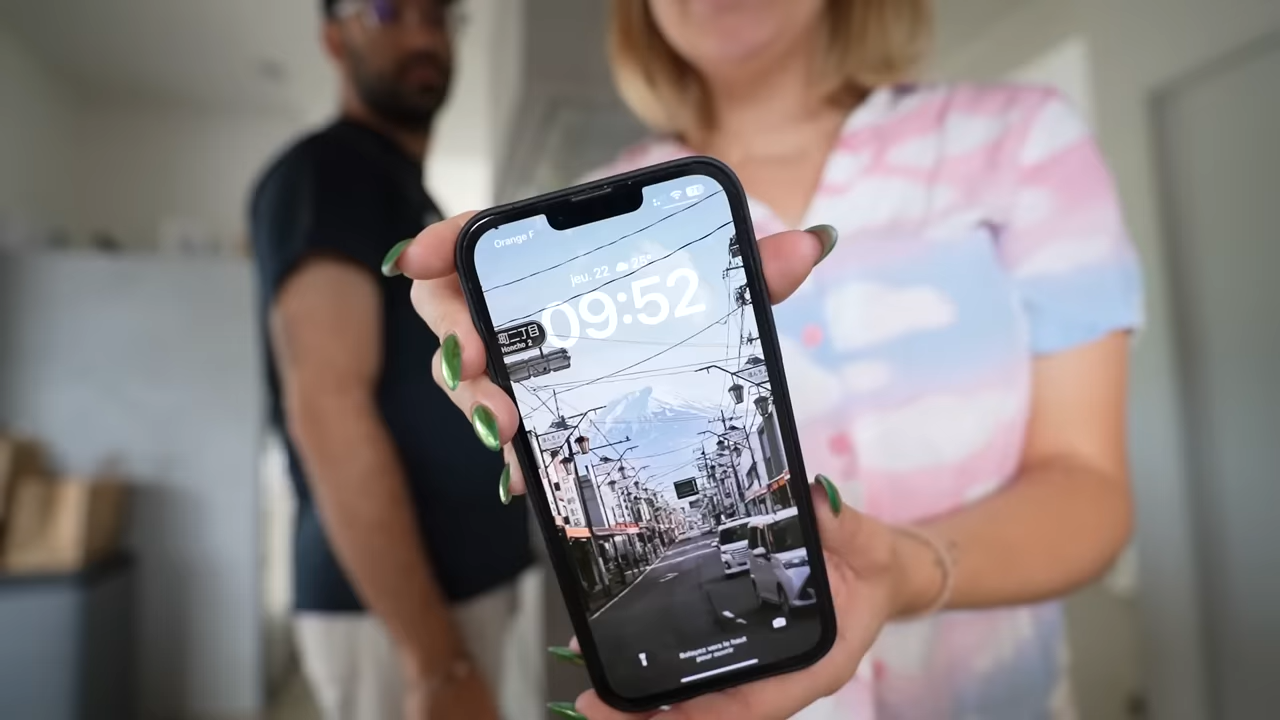 Orange F
jeu. 22 25°
09:52
町二丁目
Honcho 2
Balayez vers le haut
pour ouvrir